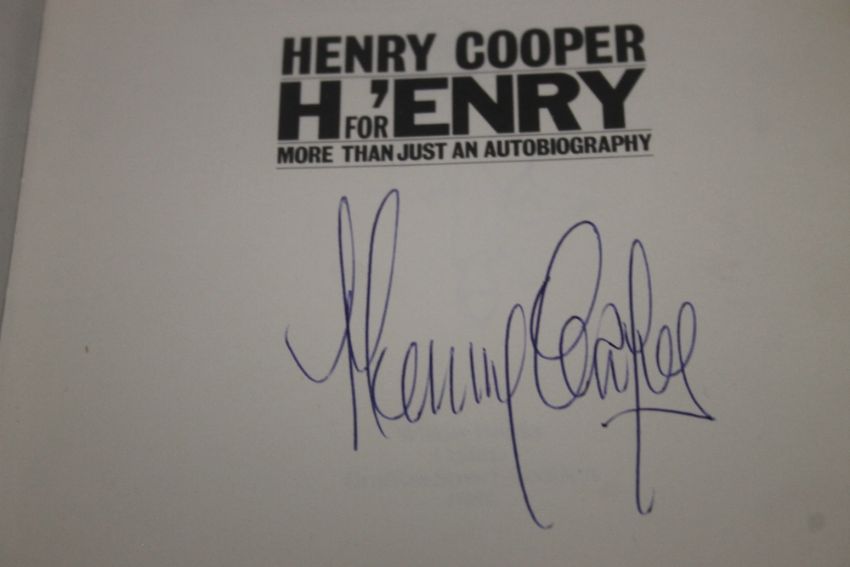 HENRY COOPER
H FOR 'ENRY
MORE THAN JUST AN AUTOBIOGRAPHY
Henry Cooper